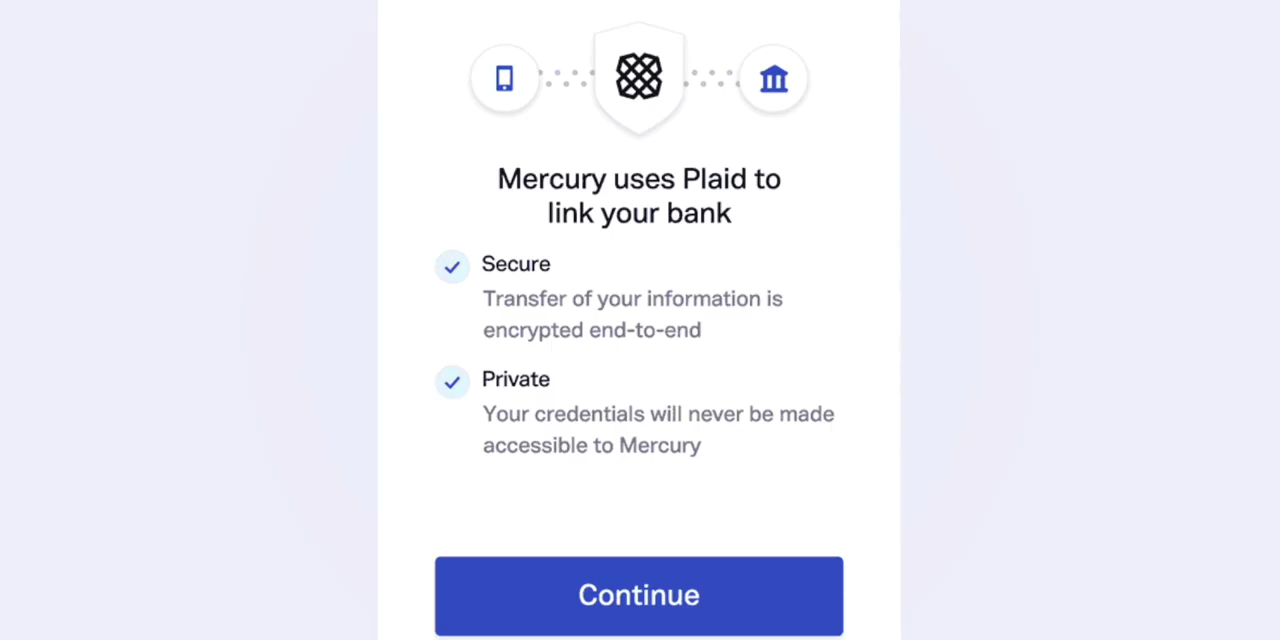 Mercury uses Plaid to
link your bank
Secure
Transfer of your information is
encrypted end-to-end
Private
Your credentials will never be made
accessible to Mercury
Continue